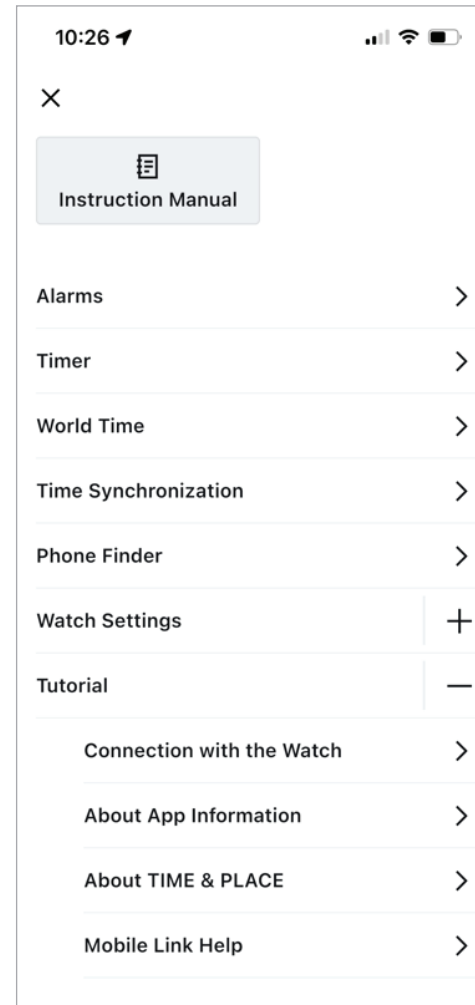 10:26
Instruction Manual
Alarms
Timer
World Time
Time Synchronization
Phone Finder
Watch Settings
Tutorial
Connection with the Watch
About App Information
About TIME & PLACE
Mobile Link Help